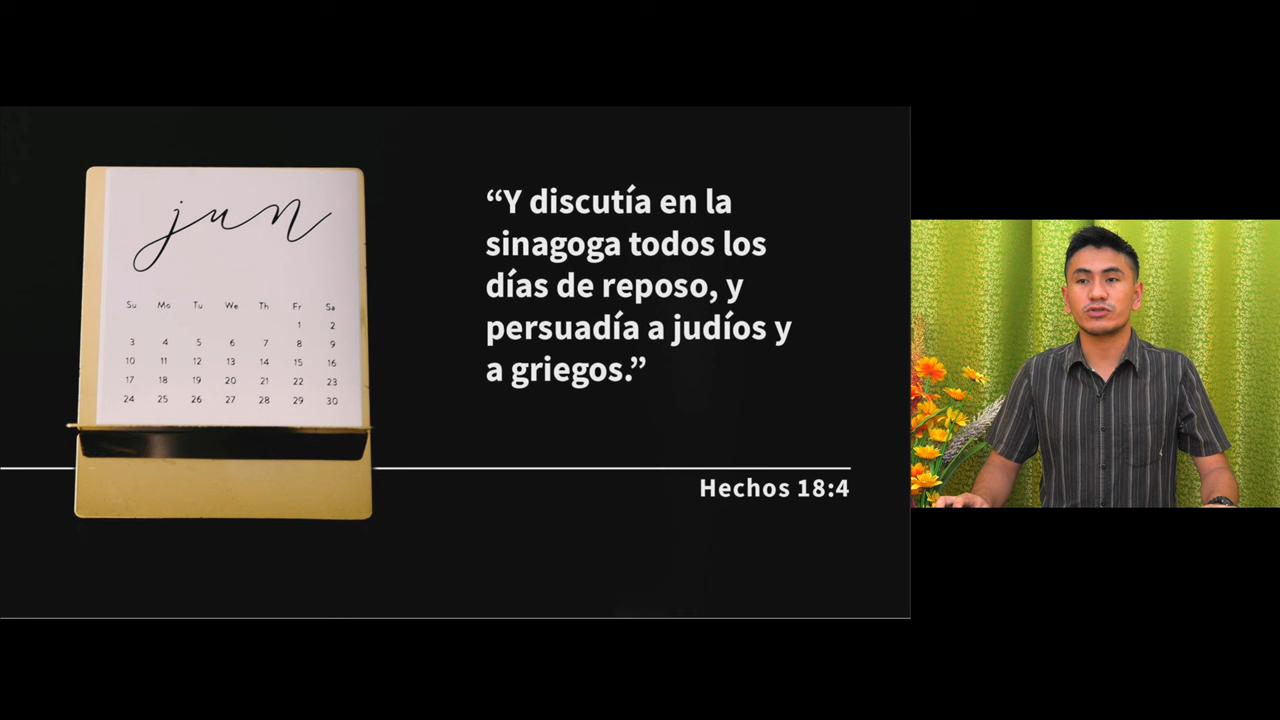 jun
Su Mo Tu We Th Fr Sa
1 2
3 4 5 6 7 8 9
10 11 12 13 14 15 16
17 18 19 20 21 22 23
24 25 26 27 28 29 30
“Y discutía en la
sinagoga todos los
días de reposo, y
persuadía a judíos y
a griegos.”
Hechos 18:4